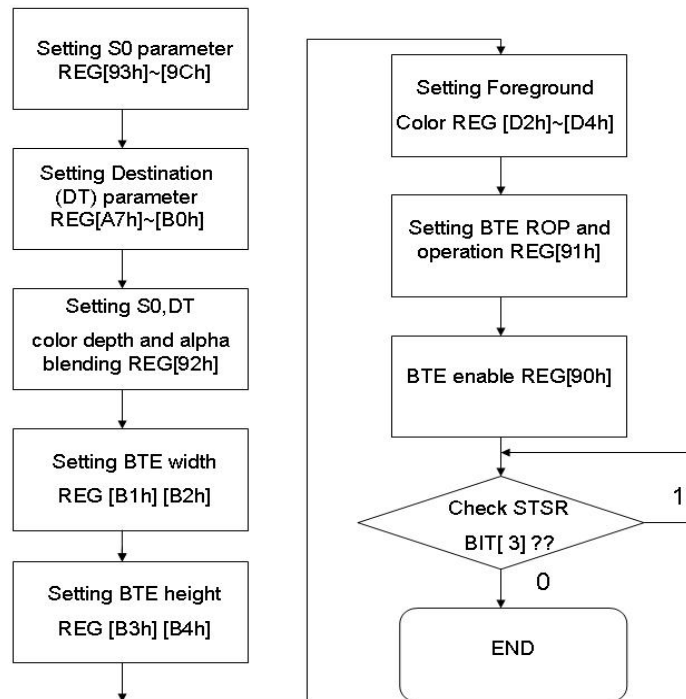 Setting S0 parameter
REG[93h]~[9Ch]
Setting Destination
(DT) parameter
REG[A7h]~[B0h]
Setting S0,DT
color depth and alpha
blending REG[92h]
Setting BTE width
REG [B1h] [B2h]
Setting BTE height
REG [B3h] [B4h]
Setting Foreground
Color REG [D2h]~[D4h]
Setting BTE ROP and
operation REG[91h]
BTE enable REG[90h]
Check STSR
BIT[ 3] ??
1
0
END